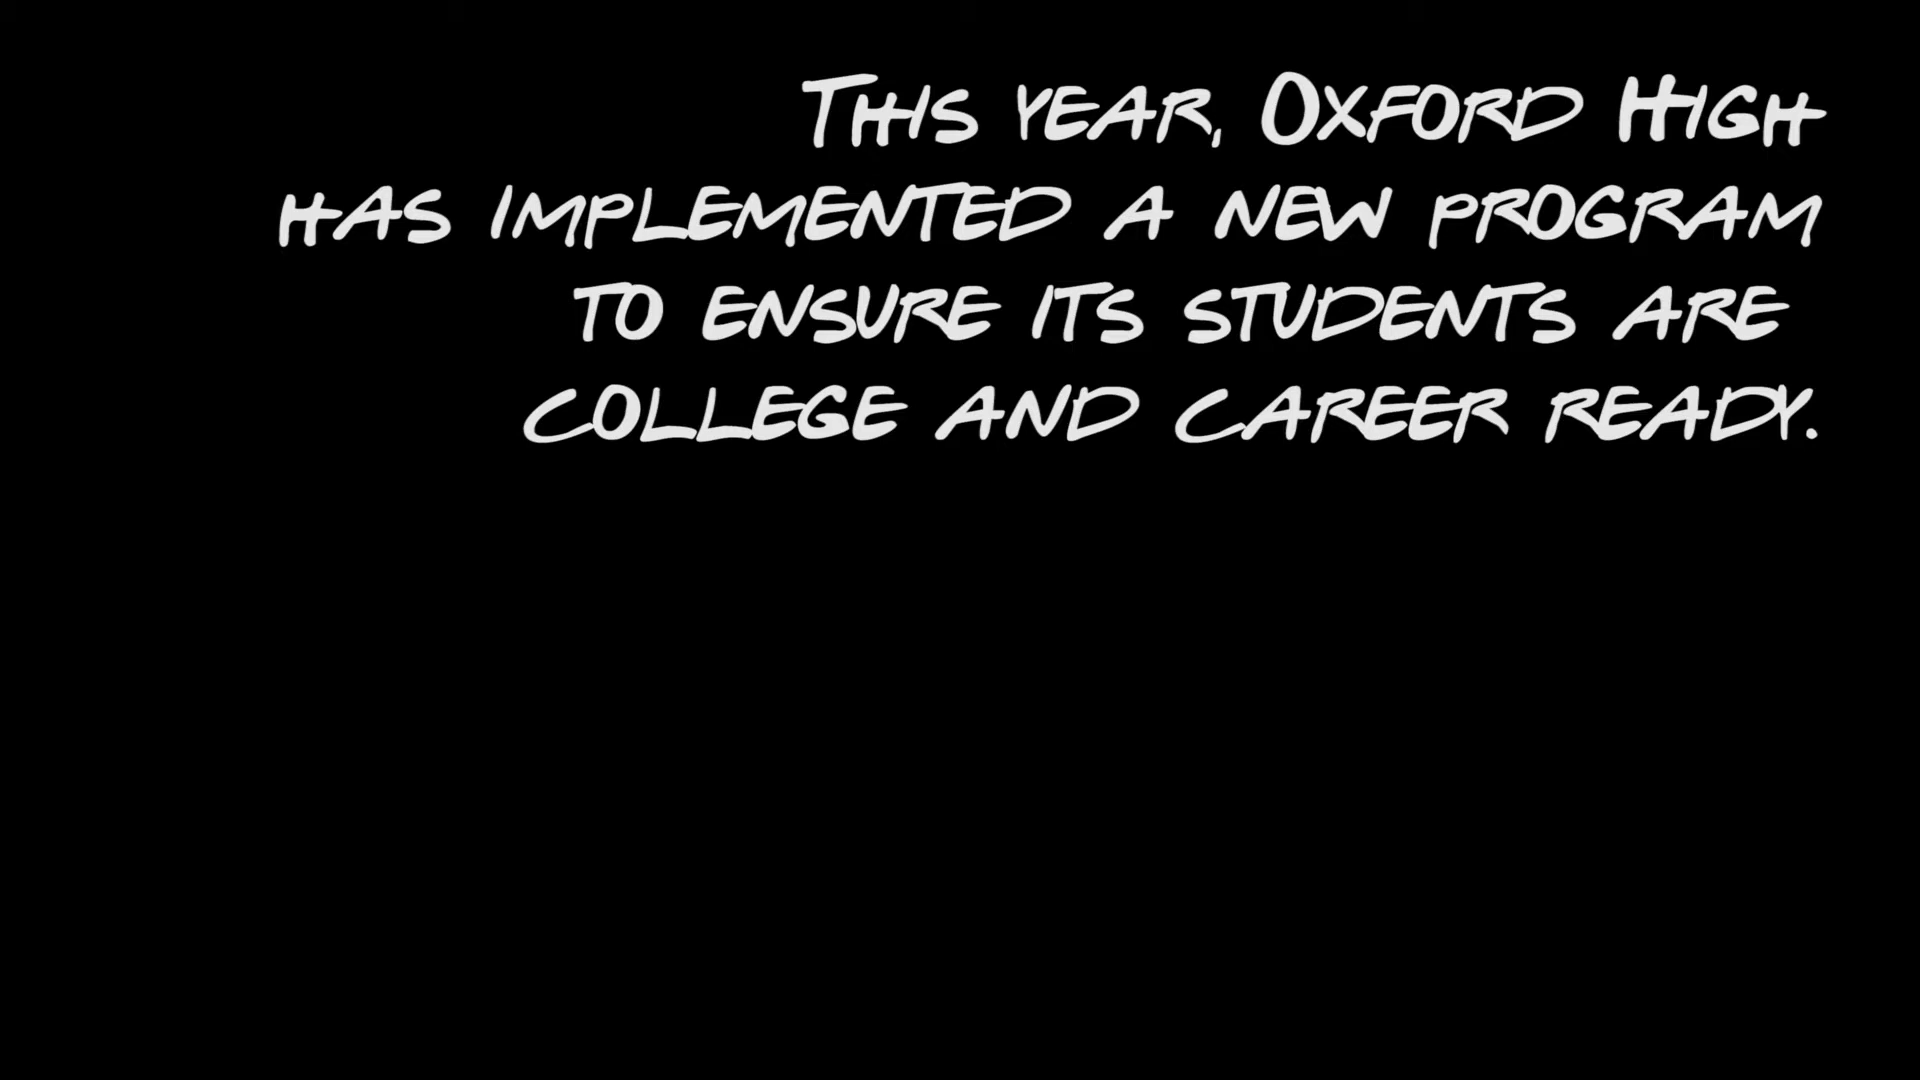 This year, Oxford High
has implemented a new program
to ensure its students are
college and career ready.